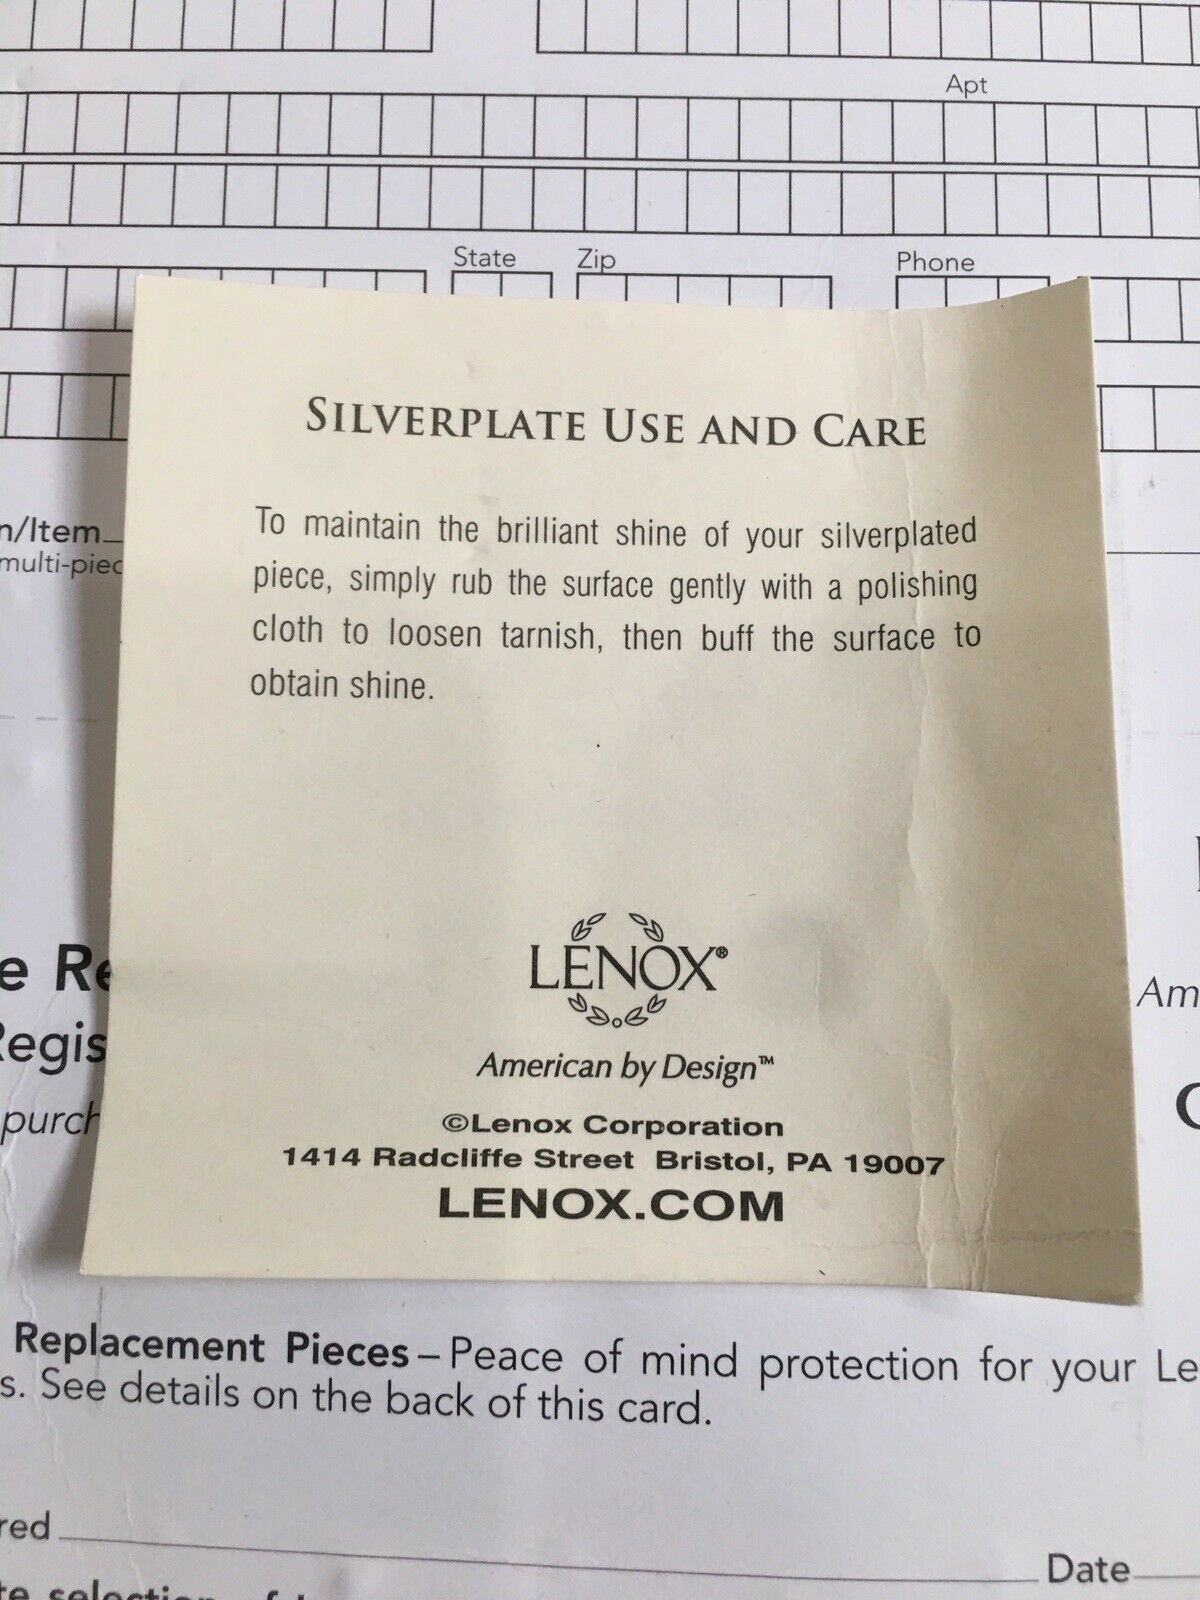 Apt
State Zip Phone
SILVERPLATE USE AND CARE
n/Item
multi-piec
To maintain the brilliant shine of your silverplated
piece, simply rub the surface gently with a polishing
cloth to loosen tarnish, then buff the surface to
obtain shine.
e Re
Regis
purch
LENOX®
American by Design™
Am
©Lenox Corporation
1414 Radcliffe Street Bristol, PA 19007
LENOX.COM
Replacement Pieces – Peace of mind protection for your Le
s. See details on the back of this card.
red
Date
te selection of